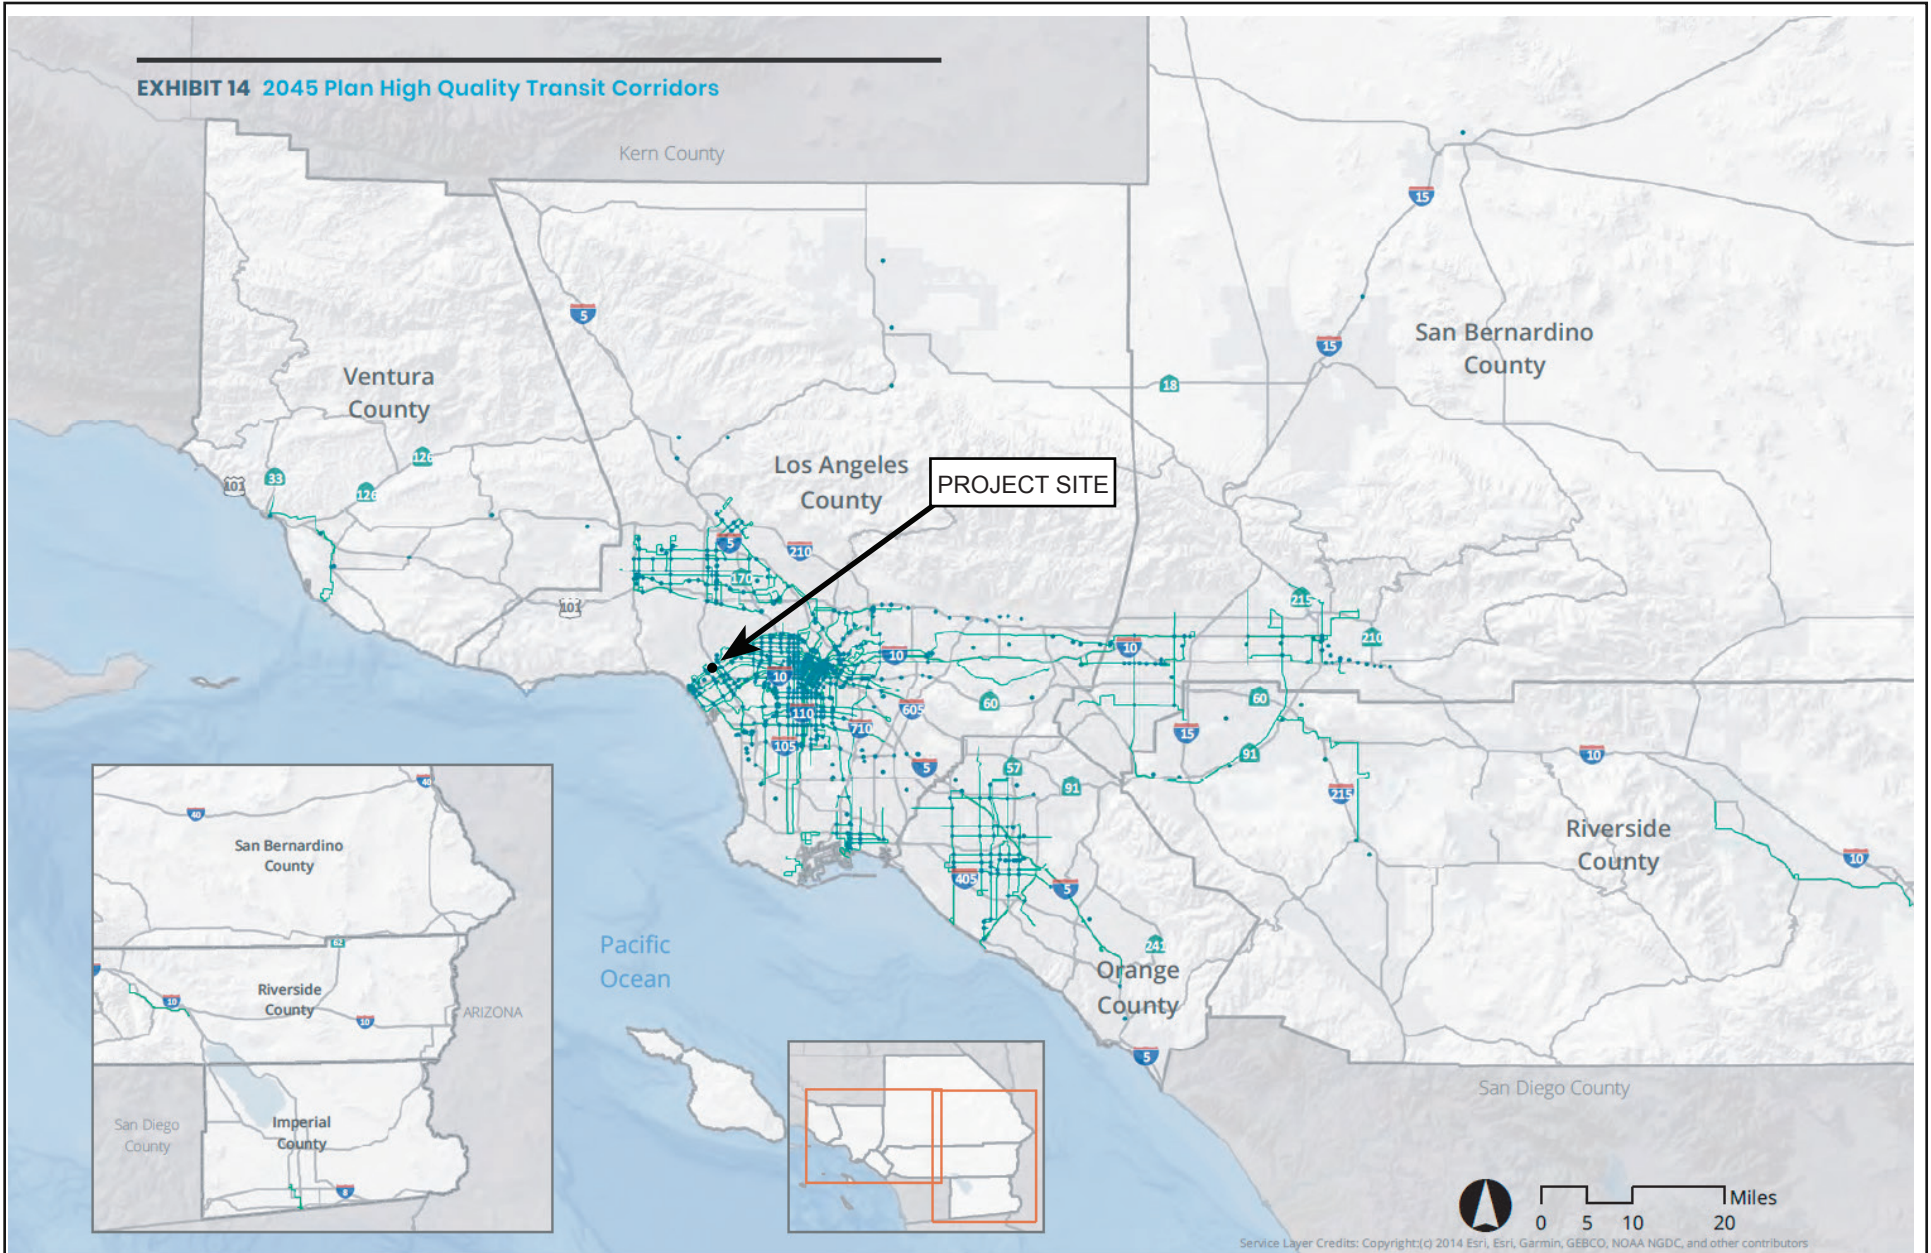 EXHIBIT 14 2045 Plan High Quality Transit Corridors
Kern County
15
5
San Bernardino
County
15
Ventura
County
18
126
Los Angeles
County
PROJECT SITE
33
101
126
5
210
170
101
215
210
10
10
10
60
60
110
605
710
15
105
91
5
57
10
91
215
Riverside
County
10
405
5
241
Orange
County
5
Pacific
Ocean
San Diego County
40
40
San Bernardino
County
62
Riverside
County
10
10
ARIZONA
San Diego
County
Imperial
County
8
Miles
0 5 10 20
Service Layer Credits: Copyright:(c) 2014 Esri, Esri, Garmin, GEBCO, NOAA NGDC, and other contributors